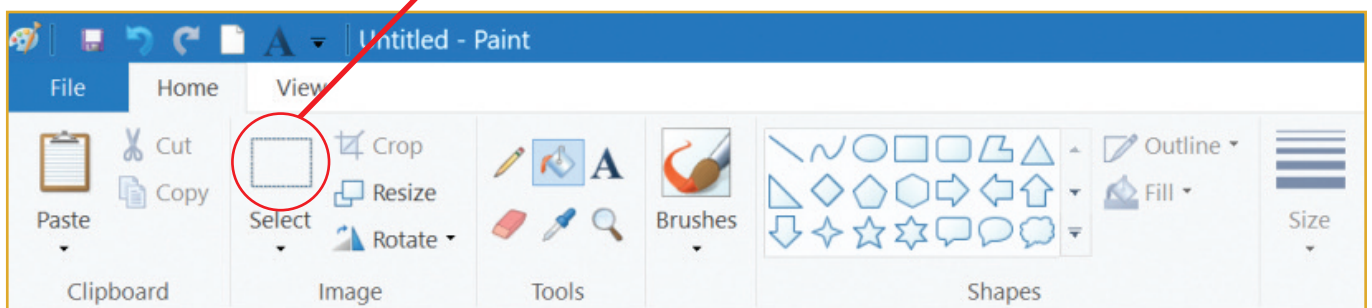 Untitled - Paint
File Home View
Cut Crop Outline
Copy Resize Fill
Paste Select Rotate Brushes Size
Clipboard Image Tools Shapes